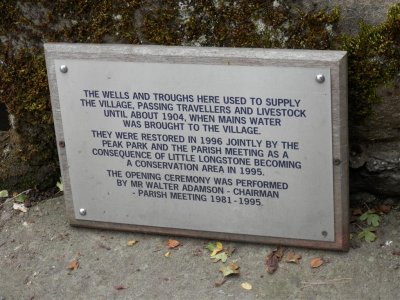 THE WELLS AND TROUGHS HERE USED TO SUPPLY
THE VILLAGE, PASSING TRAVELLERS AND LIVESTOCK
UNTIL ABOUT 1904, WHEN MAINS WATER
WAS BROUGHT TO THE VILLAGE.
THEY WERE RESTORED IN 1996 JOINTLY BY THE
PEAK PARK AND THE PARISH MEETING AS A
CONSEQUENCE OF LITTLE LONGSTONE BECOMING
A CONSERVATION AREA IN 1995.
THE OPENING CEREMONY WAS PERFORMED
BY MR WALTER ADAMSON - CHAIRMAN
- PARISH MEETING 1981-1995.